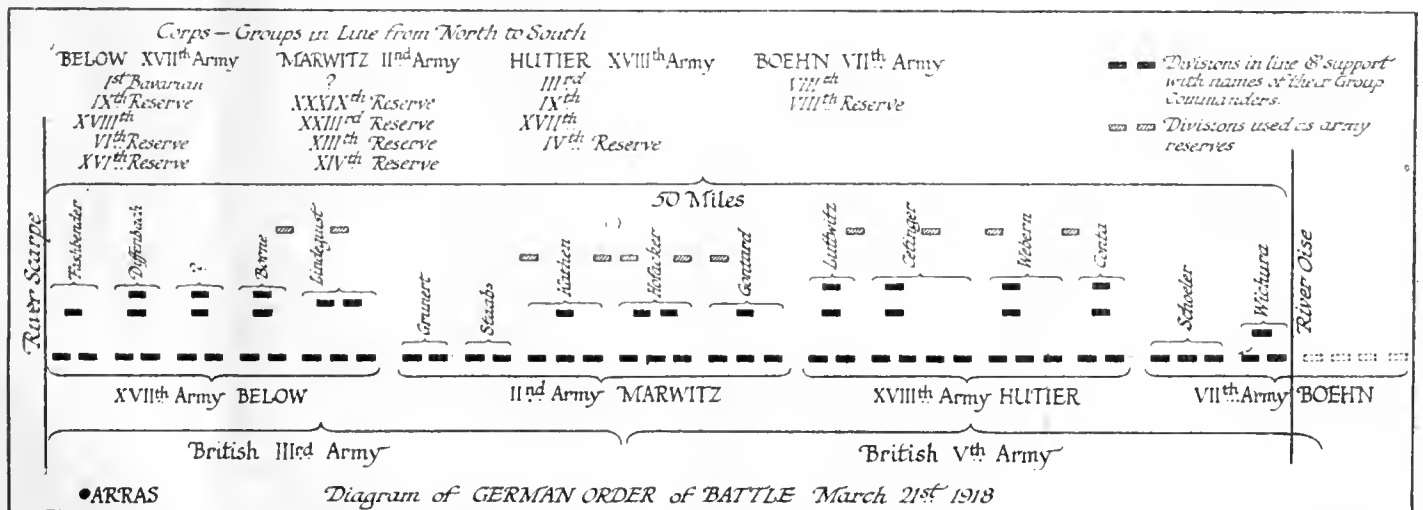 Corps – Groups in Line from North to South
BELOW XVIIth Army
Ist Bavarian
IXth Reserve
XVIIIth
VIth Reserve
XVIth Reserve
MARWITZ IInd Army
?
XXXIXth Reserve
XXIIIrd Reserve
XIIIth Reserve
XIVth Reserve
HUTIER XVIIIth Army
IIIrd
IXth
XVIIth
IVth Reserve
BOEHN VIIth Army
VIIIth
VIIIth Reserve
Divisions in line & support
with names of their Group
Commanders.
Divisions used as army
reserves
50 Miles
River Scarpe
Fashbender
Diffenbach
?
Borne
Lindequist
Grunert
Staabs
Kathen
Hofacker
Gontard
Luttwitz
Oetinger
Webern
Conta
Schoeler
Wichura
River Oise
XVIIth Army BELOW
IInd Army MARWITZ
XVIIIth Army HUTIER
VIIth Army BOEHN
British IIIrd Army
British Vth Army
ARRAS
Diagram of GERMAN ORDER of BATTLE March 21st 1918